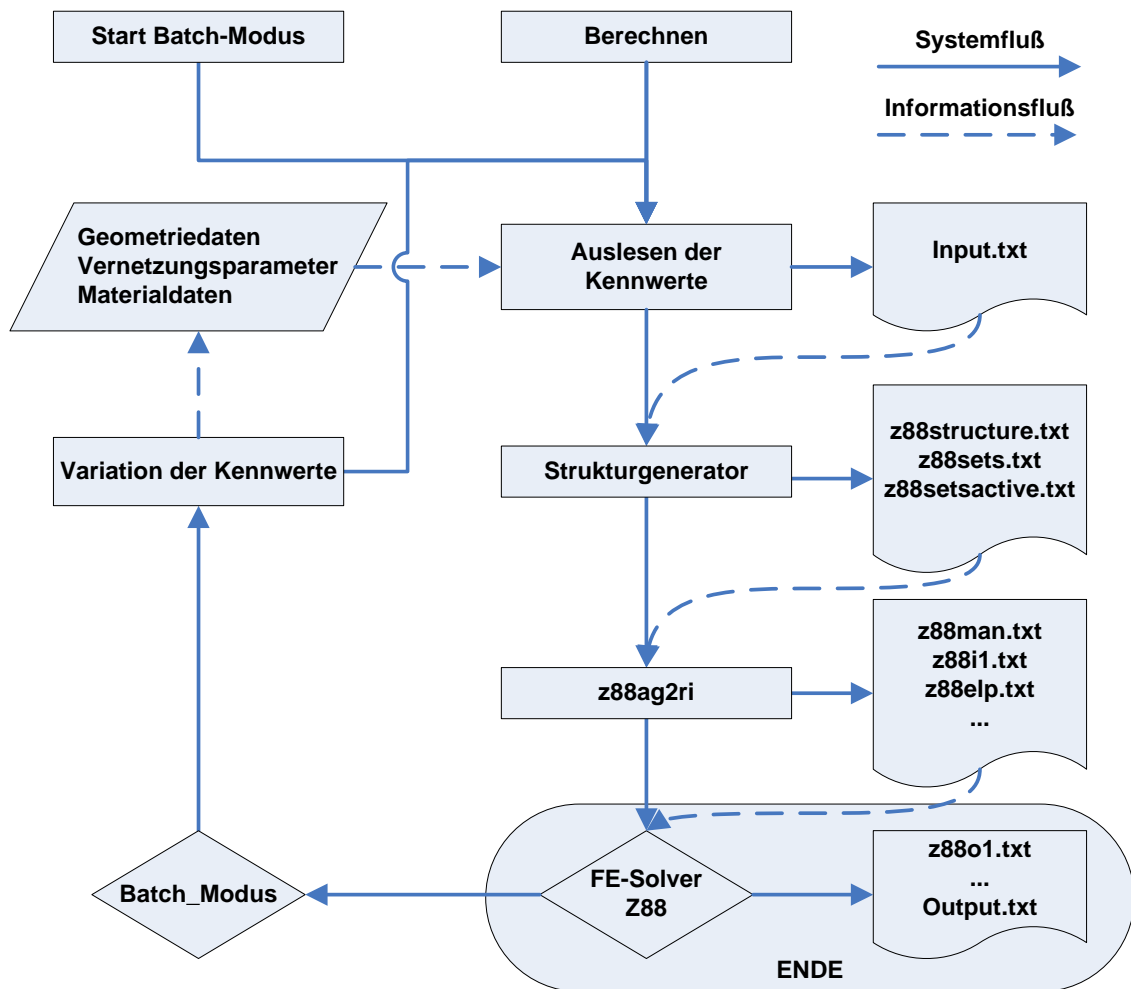 Start Batch-Modus
Berechnen
Systemfluß
Informationsfluß
Geometriedaten
Vernetzungsparameter
Materialdaten
Auslesen der
Kennwerte
Input.txt
Variation der Kennwerte
Strukturgenerator
z88structure.txt
z88sets.txt
z88setsactive.txt
z88ag2ri
z88man.txt
z88i1.txt
z88elp.txt
...
Batch_Modus
FE-Solver
Z88
z88o1.txt
...
Output.txt
ENDE